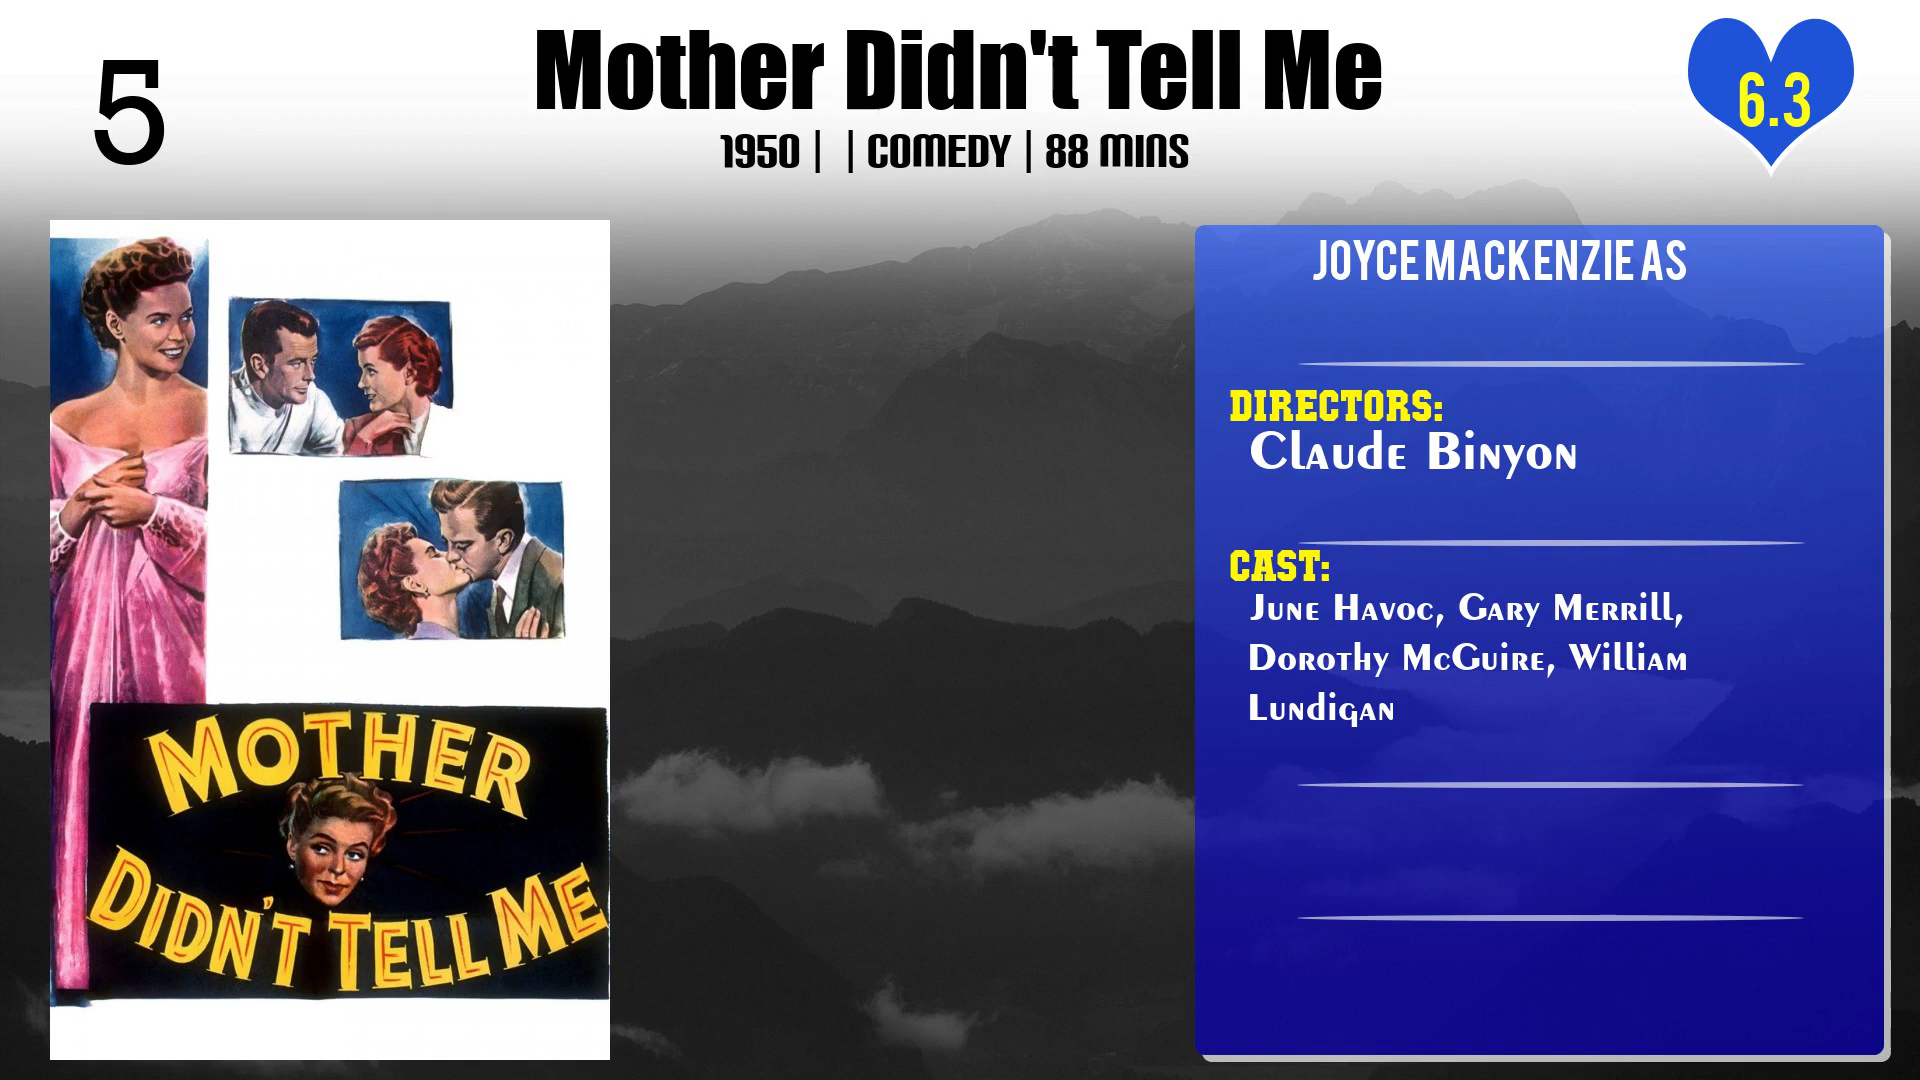 5
Mother Didn't Tell Me
1950 | | COMEDY | 88 MINS
6.3
JOYCE MACKENZIE AS
DIRECTORS:
Claude Binyon
CAST:
June Havoc, Gary Merrill,
Dorothy McGuire, William
Lundigan
MOTHER
DIDN'T TELL ME